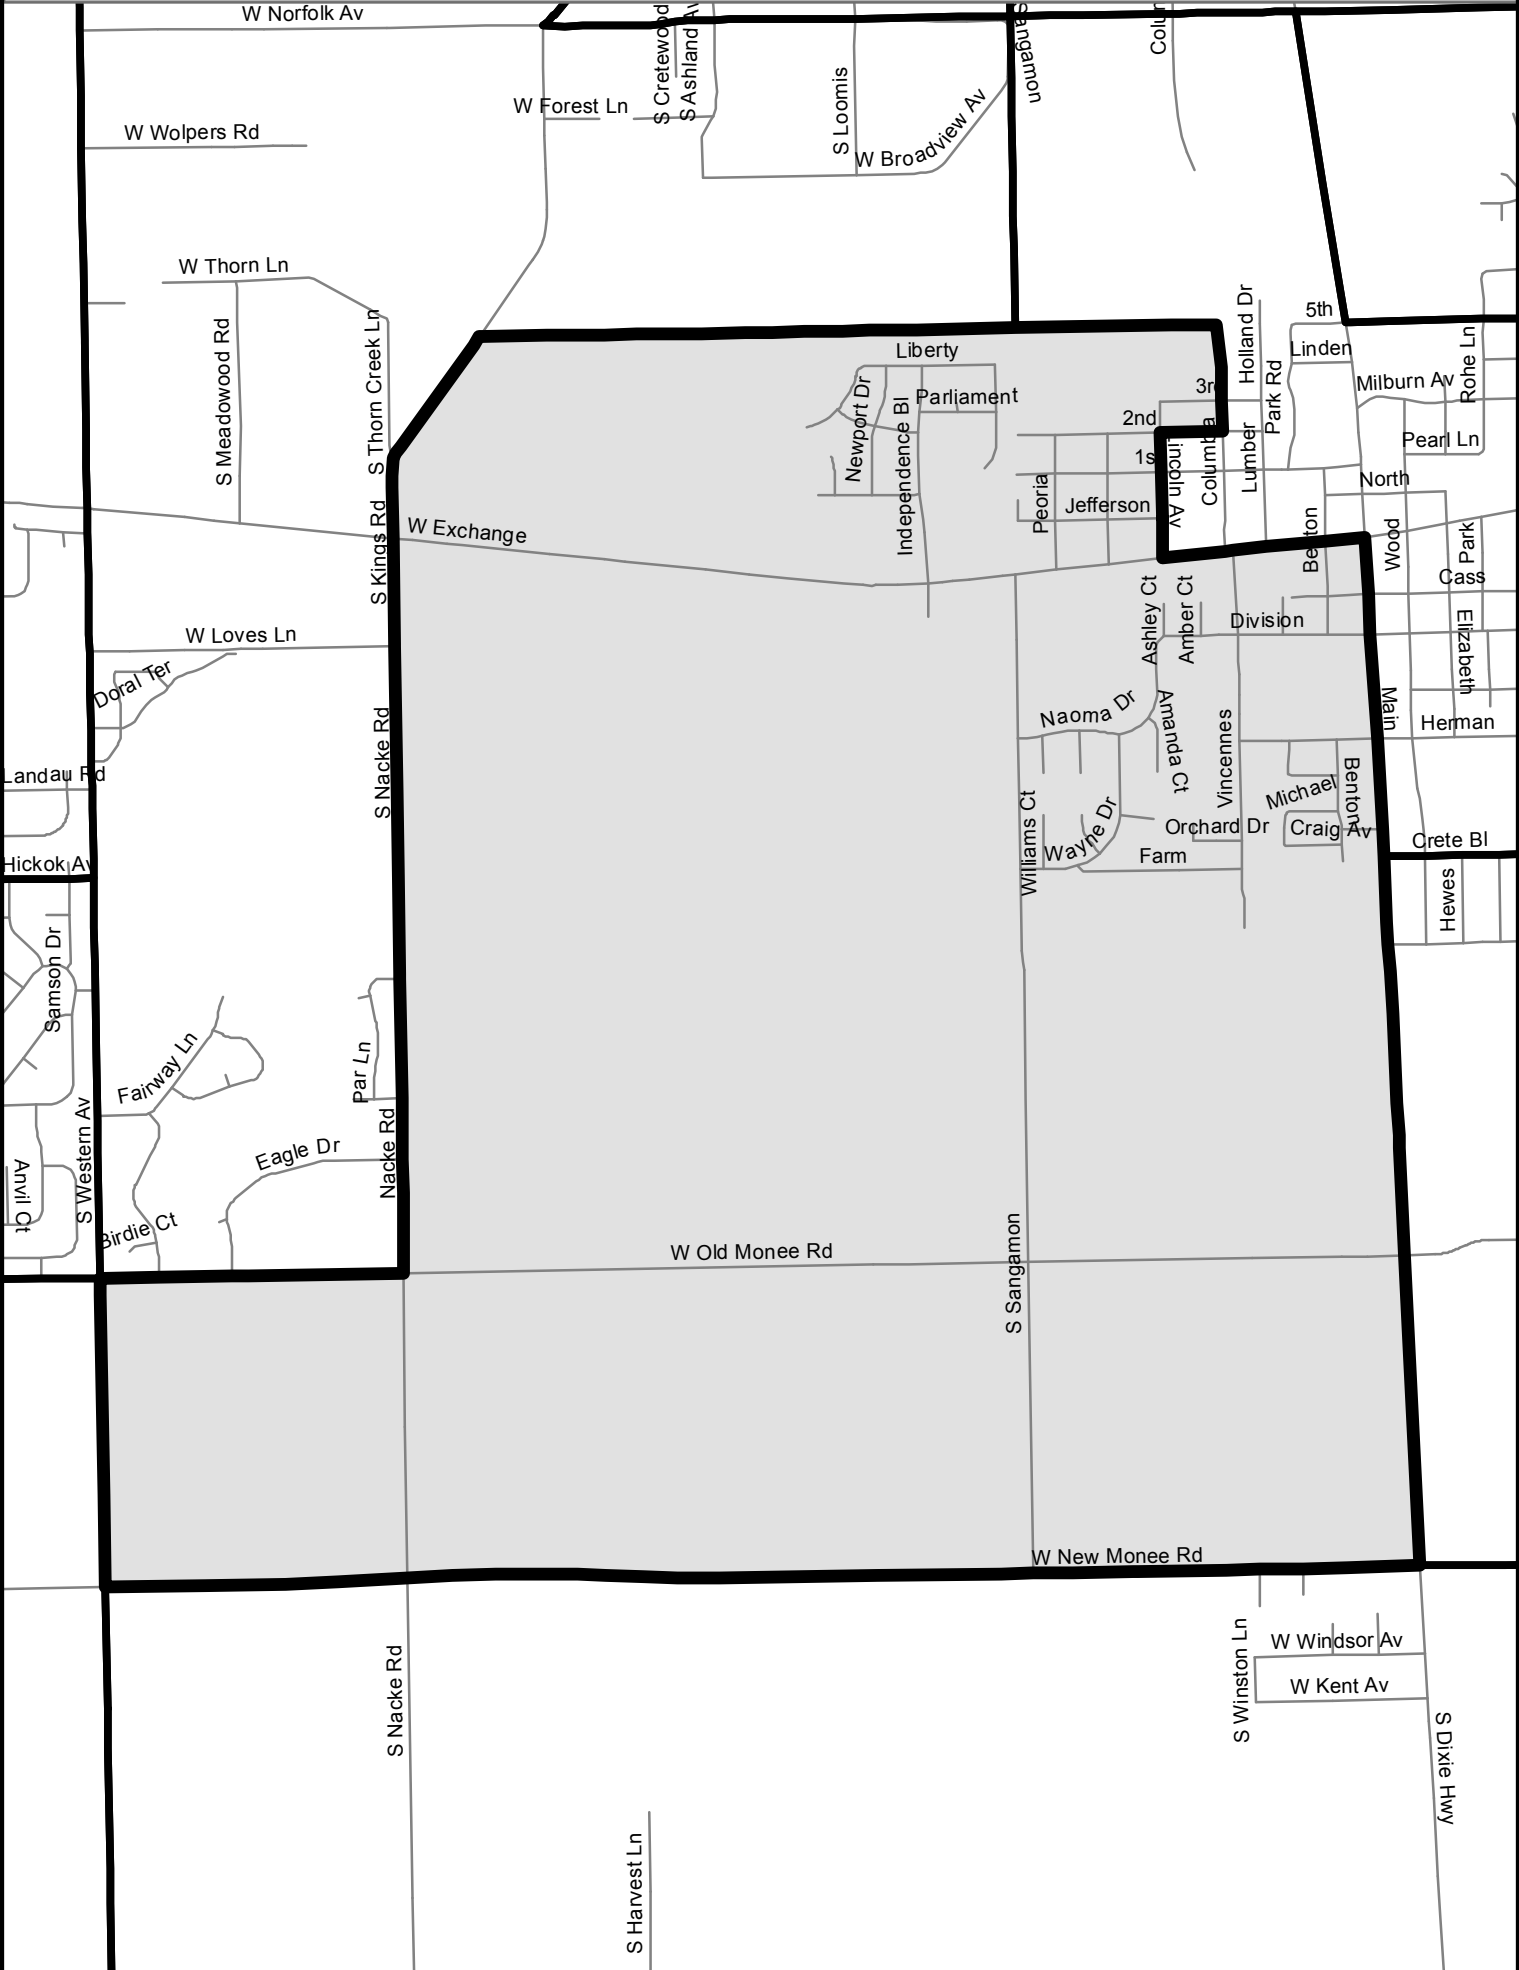 W Norfolk Av
S Cretewood
S Ashland Av
Sangamon
W Forest Ln
S Loomis
W Broadview Av
W Wolpers Rd
W Thorn Ln
S Meadowood Rd
S Thorn Creek Ln
Holland Dr
5th
Linden
Rohe Ln
Liberty
Milburn Av
Park Rd
3r
Newport Dr
Parliament
Independence Bl
2nd
Pearl Ln
1s
Lincoln Av
Columbia
Lumber
North
Peoria
Jefferson
W Exchange
S Kings Rd
Benton
Wood
Park
Cass
Ashley Ct
Amber Ct
Division
Elizabeth
W Loves Ln
Doral Ter
Naoma Dr
Amanda Ct
Vincennes
Main
Herman
S Nacke Rd
Landau Rd
Michael
Benton
Williams Ct
Wayne Dr
Orchard Dr
Craig Av
Farm
Crete Bl
Hickok Av
Hewes
Samson Dr
Fairway Ln
Par Ln
S Western Av
Nacke Rd
Eagle Dr
Anvil Ct
Birdie Ct
W Old Monee Rd
S Sangamon
W New Monee Rd
S Nacke Rd
S Winston Ln
W Windsor Av
W Kent Av
S Dixie Hwy
S Harvest Ln